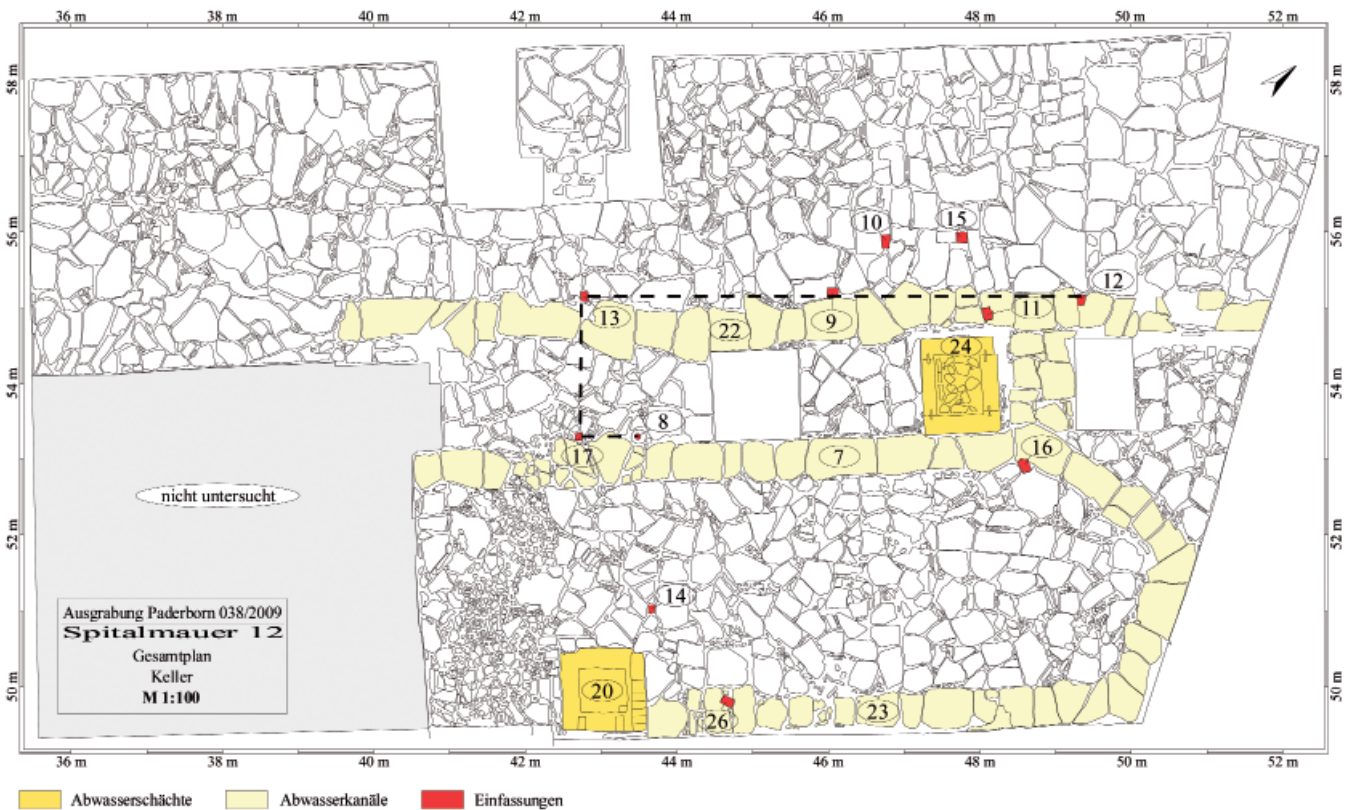 36 m 38 m 40 m 42 m 44 m 46 m 48 m 50 m 52 m
58 m 58 m
10 15
56 m 56 m
12
13 22 9 11
24
54 m 54 m
8
17 7 16
nicht untersucht
52 m 52 m
14
Ausgrabung Paderborn 038/2009
Spitalmauer 12
Gesamtplan
Keller
M 1:100
50 m 50 m
20
26 23
36 m 38 m 40 m 42 m 44 m 46 m 48 m 50 m 52 m
Abwasserschächte Abwasserkanäle Einfassungen